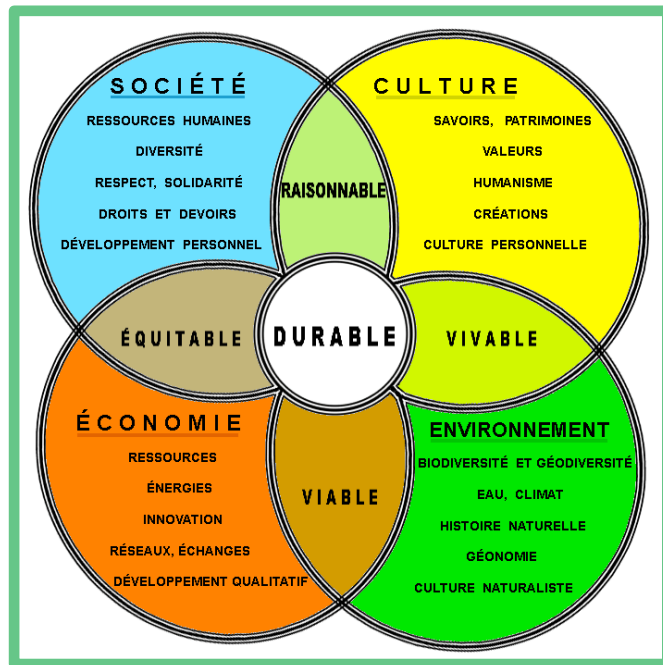 SOCIÉTÉ
RESSOURCES HUMAINES
DIVERSITÉ
RESPECT, SOLIDARITÉ
DROITS ET DEVOIRS
DÉVELOPPEMENT PERSONNEL
CULTURE
SAVOIRS, PATRIMOINES
VALEURS
HUMANISME
CRÉATIONS
CULTURE PERSONNELLE
RAISONNABLE
ÉQUITABLE
DURABLE
VIVABLE
ÉCONOMIE
RESSOURCES
ÉNERGIES
INNOVATION
RÉSEAUX, ÉCHANGES
DÉVELOPPEMENT QUALITATIF
VIABLE
ENVIRONNEMENT
BIODIVERSITÉ ET GÉODIVERSITÉ
EAU, CLIMAT
HISTOIRE NATURELLE
GÉONOMIE
CULTURE NATURALISTE